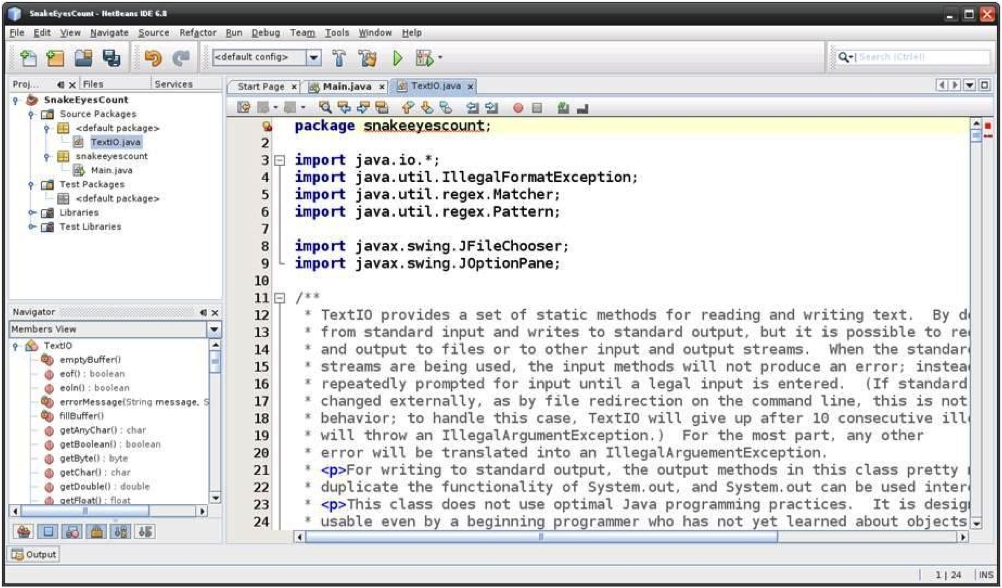 SnakeEyesCount - NetBeans IDE 6.8
File Edit View Navigate Source Refactor Run Debug Team Tools Window Help
<default config>
Search (Ctrl+I)
Proj... Files Services
SnakeEyesCount
Source Packages
<default package>
TextIO.java
snakeeyescount
Main.java
Test Packages
<default package>
Libraries
Test Libraries
Navigator
Members View
TextIO
emptyBuffer()
eof() : boolean
eoln() : boolean
errorMessage(String message, S
fillBuffer()
getAnyChar() : char
getBoolean() : boolean
getByte() : byte
getChar() : char
getDouble() : double
getFloat() : float
Start Page x Main.java x TextIO.java x
package snakeeyescount;
2
3 import java.io.*;
4 import java.util.IllegalFormatException;
5 import java.util.regex.Matcher;
6 import java.util.regex.Pattern;
7
8 import javax.swing.JFileChooser;
9 import javax.swing.JOptionPane;
10
11 /**
12 * TextIO provides a set of static methods for reading and writing text.  By de
13 * from standard input and writes to standard output, but it is possible to re
14 * and output to files or to other input and output streams.  When the standar
15 * streams are being used, the input methods will not produce an error; instea
16 * repeatedly prompted for input until a legal input is entered.  (If standard
17 * changed externally, as by file redirection on the command line, this is not
18 * behavior; to handle this case, TextIO will give up after 10 consecutive ill
19 * will throw an IllegalArgumentException.)  For the most part, any other
20 * error will be translated into an IllegalArguementException.
21 * <p>For writing to standard output, the output methods in this class pretty
22 * duplicate the functionality of System.out, and System.out can be used inter
23 * <p>This class does not use optimal Java programming practices.  It is desig
24 * usable even by a beginning programmer who has not yet learned about objects
Output
1 | 24 INS